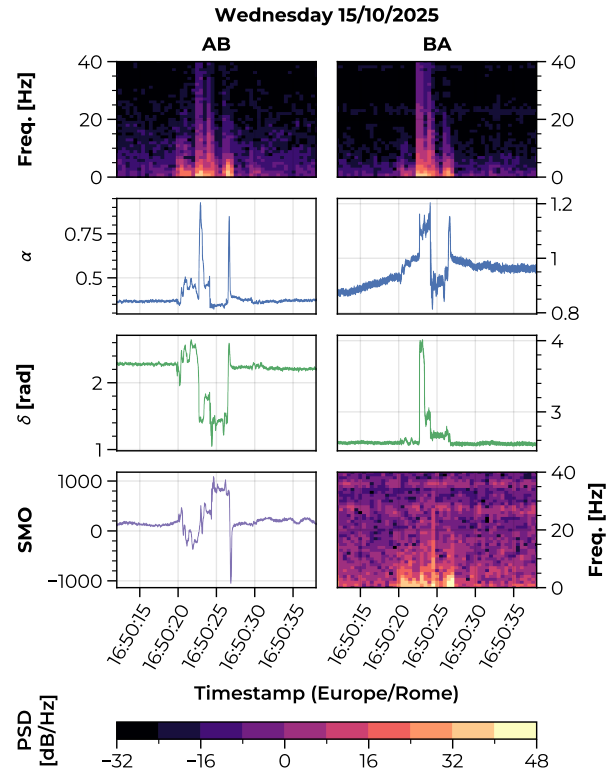 Wednesday 15/10/2025
AB BA
Freq. [Hz]
40
20
0
40
20
0
α
0.75
0.5
1.2
1
0.8
δ [rad]
2
1
4
3
SMO
1000
0
−1000
40
20
0
Freq. [Hz]
16:50:15 16:50:20 16:50:25 16:50:30 16:50:35
16:50:15 16:50:20 16:50:25 16:50:30 16:50:35
Timestamp (Europe/Rome)
PSD
[dB/Hz]
−32 −16 0 16 32 48